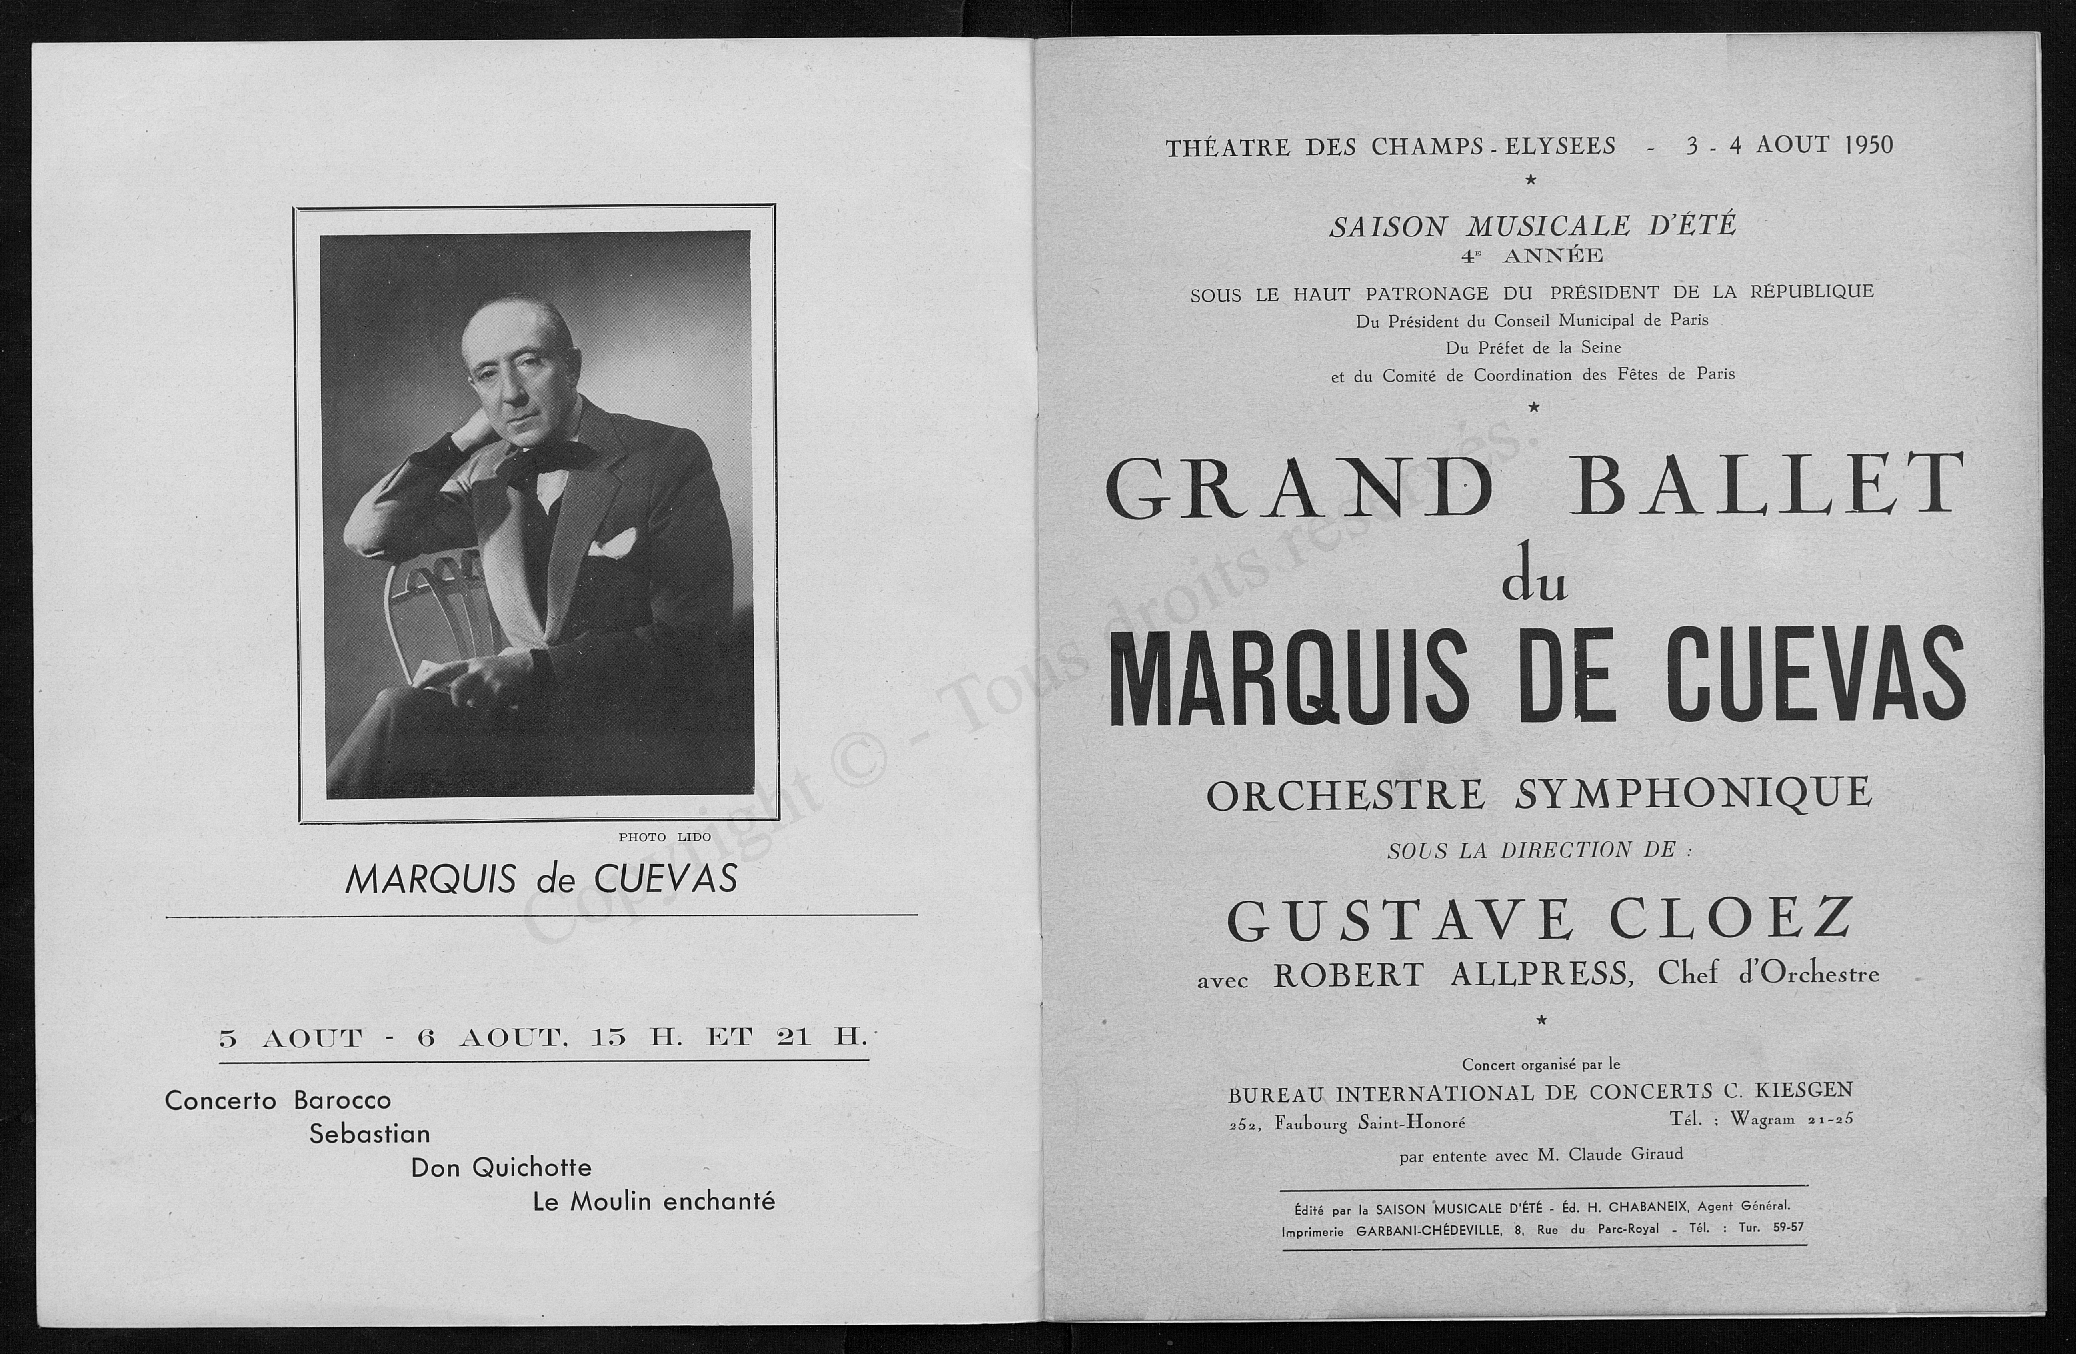 PHOTO LIDO
MARQUIS de CUEVAS
5 AOUT - 6 AOUT, 15 H. ET 21 H.
Concerto Barocco
Sebastian
Don Quichotte
Le Moulin enchanté
THÉATRE DES CHAMPS-ELYSEES - 3-4 AOUT 1950
★
SAISON MUSICALE D'ÉTÉ
4E ANNÉE
SOUS LE HAUT PATRONAGE DU PRÉSIDENT DE LA RÉPUBLIQUE
Du Président du Conseil Municipal de Paris
Du Préfet de la Seine
et du Comité de Coordination des Fêtes de Paris
★
GRAND BALLET
du
MARQUIS DE CUEVAS
ORCHESTRE SYMPHONIQUE
SOUS LA DIRECTION DE :
GUSTAVE CLOEZ
avec ROBERT ALLPRESS, Chef d'Orchestre
★
Concert organisé par le
BUREAU INTERNATIONAL DE CONCERTS C. KIESGEN
252, Faubourg Saint-Honoré Tél. : Wagram 21-25
par entente avec M. Claude Giraud
Édité par la SAISON MUSICALE D'ÉTÉ - Éd. H. CHABANEIX, Agent Général.
Imprimerie GARBANI-CHÉDEVILLE, 8, Rue du Parc-Royal - Tél. : Tur. 59-57
Copyright © - Tous droits réservés.